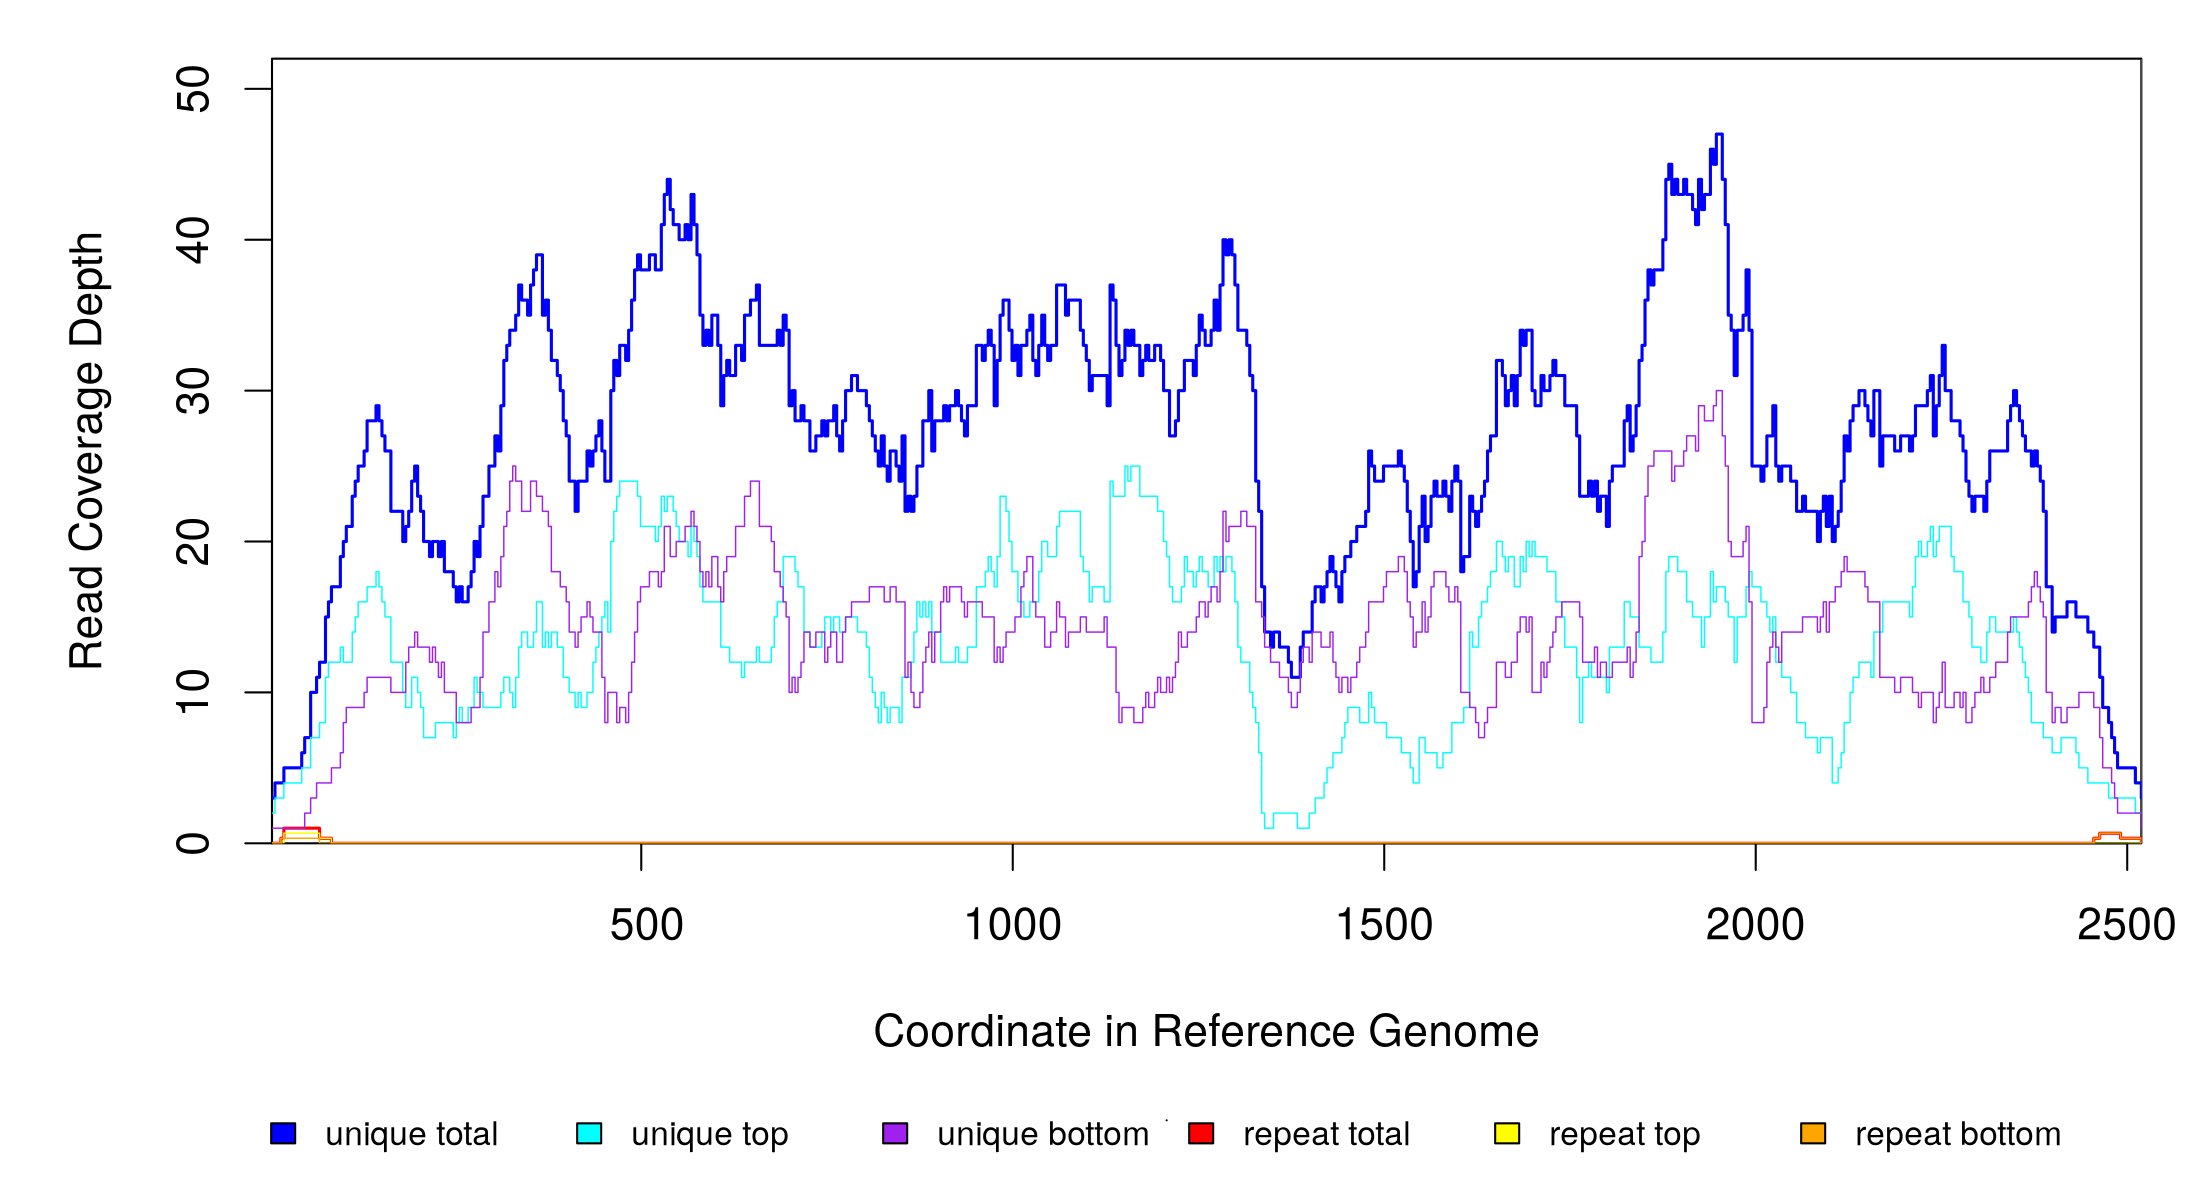 50
40
30
20
10
0
Read Coverage Depth
500 1000 1500 2000 2500
Coordinate in Reference Genome
unique total unique top unique bottom repeat total repeat top repeat bottom